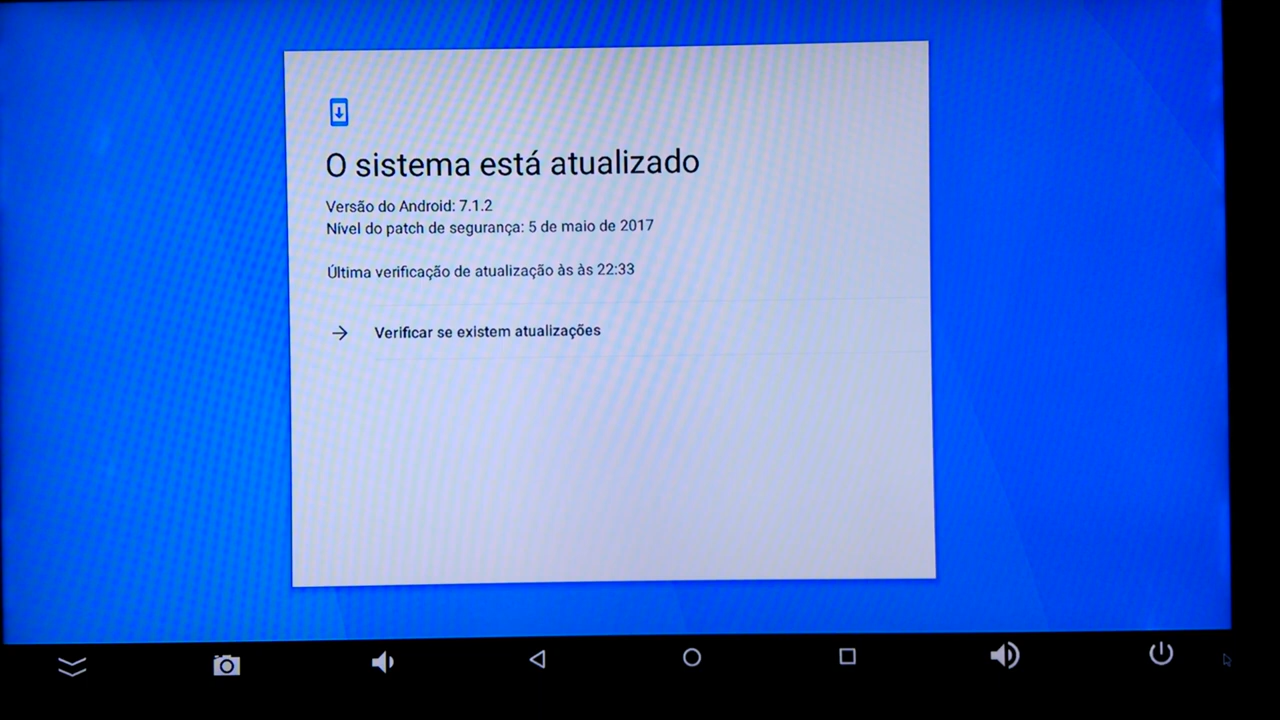 O sistema está atualizado
Versão do Android: 7.1.2
Nível do patch de segurança: 5 de maio de 2017
Última verificação de atualização às às 22:33
Verificar se existem atualizações